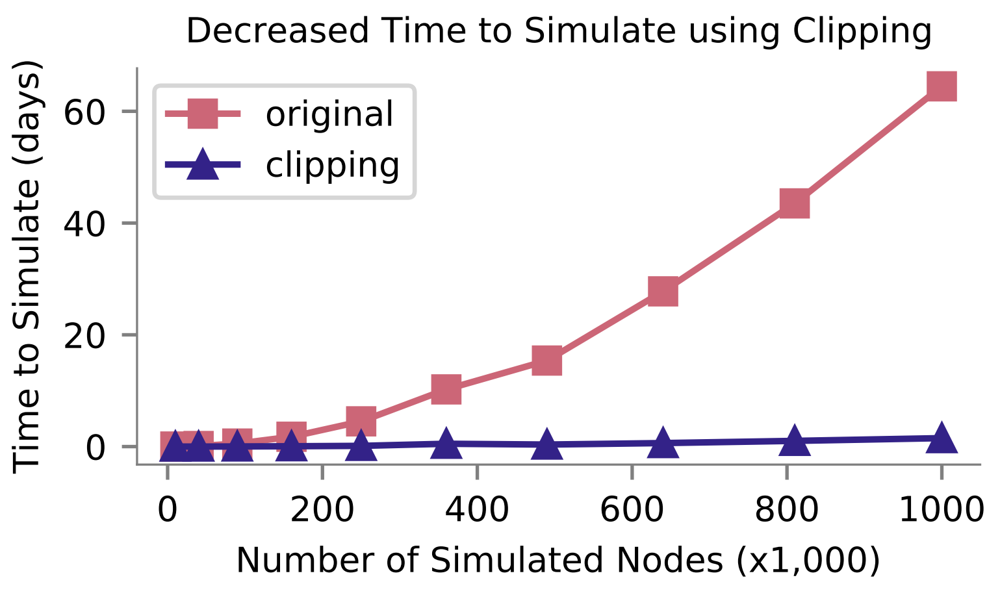 Decreased Time to Simulate using Clipping
Time to Simulate (days)
60
40
20
0
original
clipping
0 200 400 600 800 1000
Number of Simulated Nodes (x1,000)